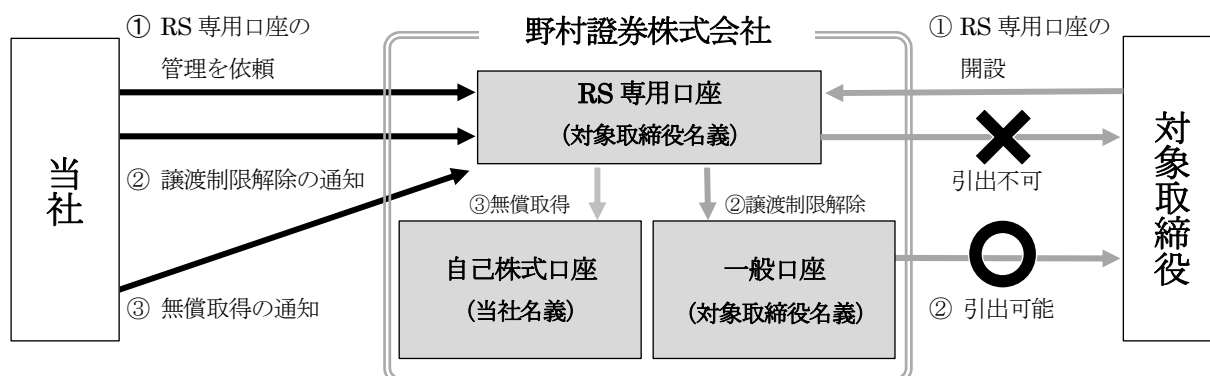 ① RS 専用口座の
管理を依頼
野村證券株式会社
① RS 専用口座の
開設
当社
RS 専用口座
(対象取締役名義)
対象取締役
② 譲渡制限解除の通知
引出不可
③無償取得
②譲渡制限解除
自己株式口座
(当社名義)
一般口座
(対象取締役名義)
③ 無償取得の通知
② 引出可能